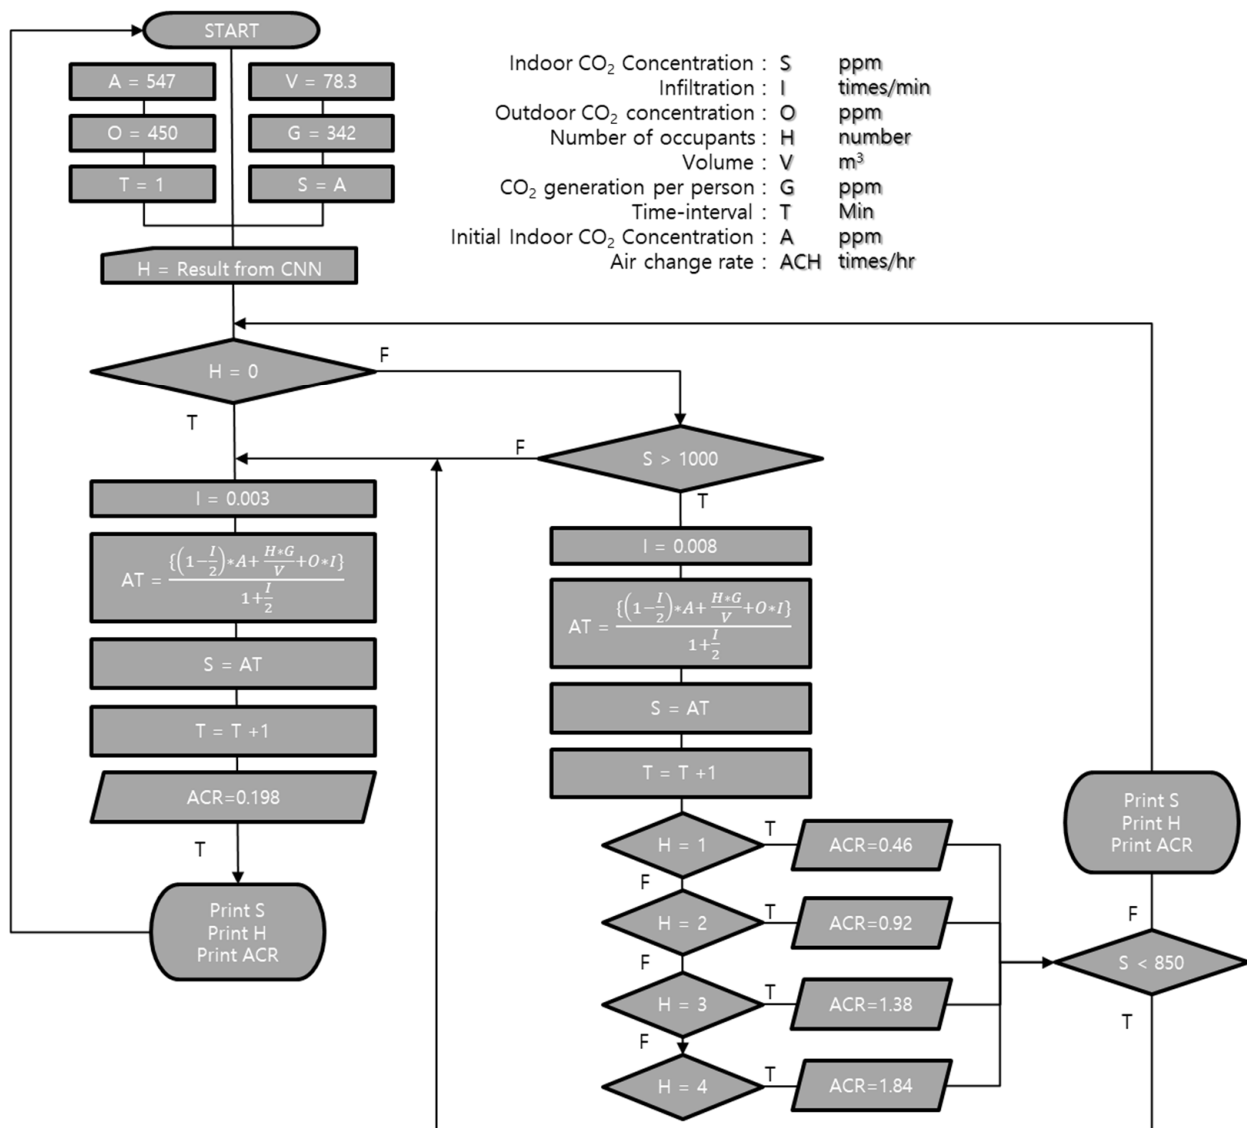 START
A = 547
V = 78.3
O = 450
G = 342
T = 1
S = A
H = Result from CNN
Indoor CO₂ Concentration : S ppm
Infiltration : I times/min
Outdoor CO₂ concentration : O ppm
Number of occupants : H number
Volume : V m³
CO₂ generation per person : G ppm
Time-interval : T Min
Initial Indoor CO₂ Concentration : A ppm
Air change rate : ACH times/hr
H = 0
F
T
S > 1000
F
T
I = 0.003
AT = {(1−I/2)*A+H*G/V+O*I} / 1+I/2
S = AT
T = T +1
ACR=0.198
T
Print S
Print H
Print ACR
I = 0.008
AT = {(1−I/2)*A+H*G/V+O*I} / 1+I/2
S = AT
T = T +1
H = 1
T
ACR=0.46
F
H = 2
T
ACR=0.92
F
H = 3
T
ACR=1.38
F
H = 4
T
ACR=1.84
Print S
Print H
Print ACR
F
S < 850
T